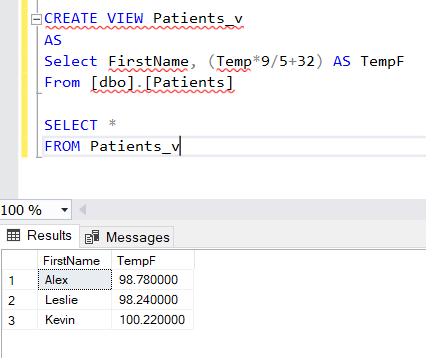 CREATE VIEW Patients_v
AS
Select FirstName, (Temp*9/5+32) AS TempF
From [dbo].[Patients]
SELECT *
FROM Patients_v
100 %
Results Messages
FirstName TempF
1 Alex 98.780000
2 Leslie 98.240000
3 Kevin 100.220000